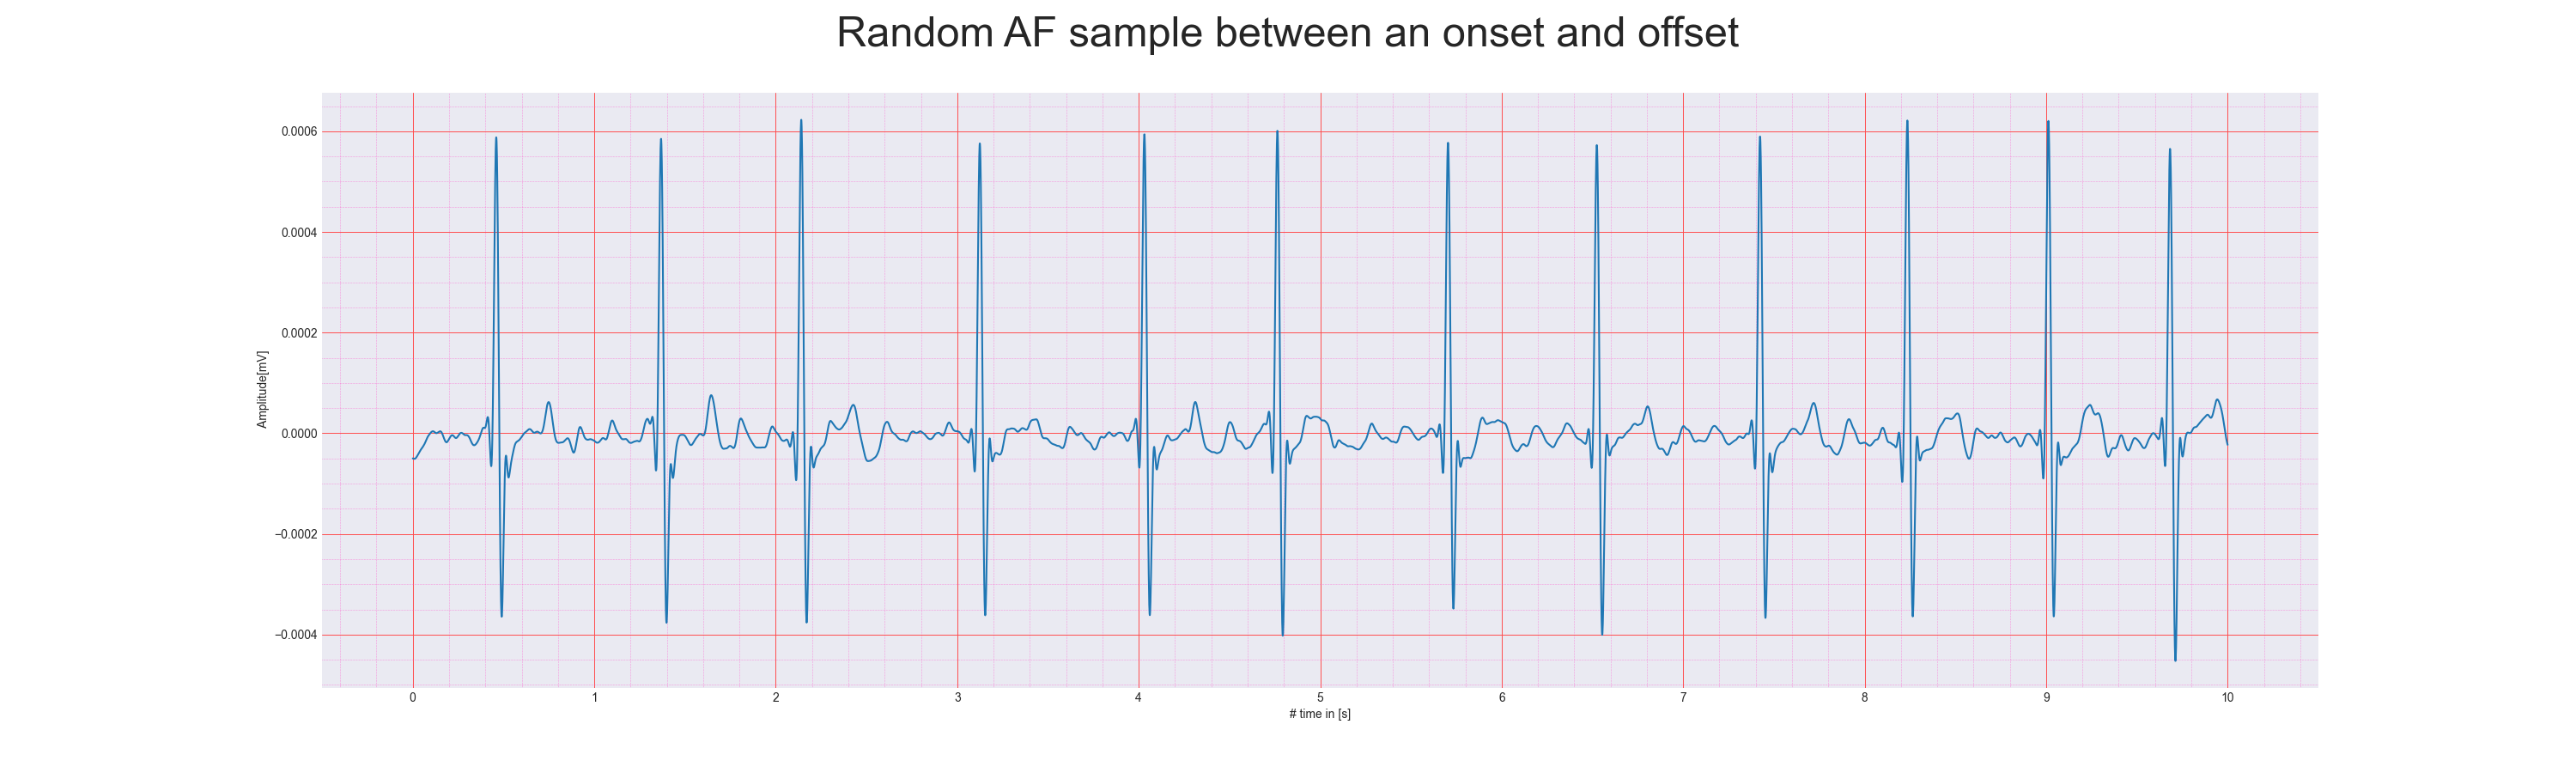 Random AF sample between an onset and offset
0.0006
0.0004
0.0002
0.0000
−0.0002
−0.0004
Amplitude[mV]
0 1 2 3 4 5 6 7 8 9 10
# time in [s]